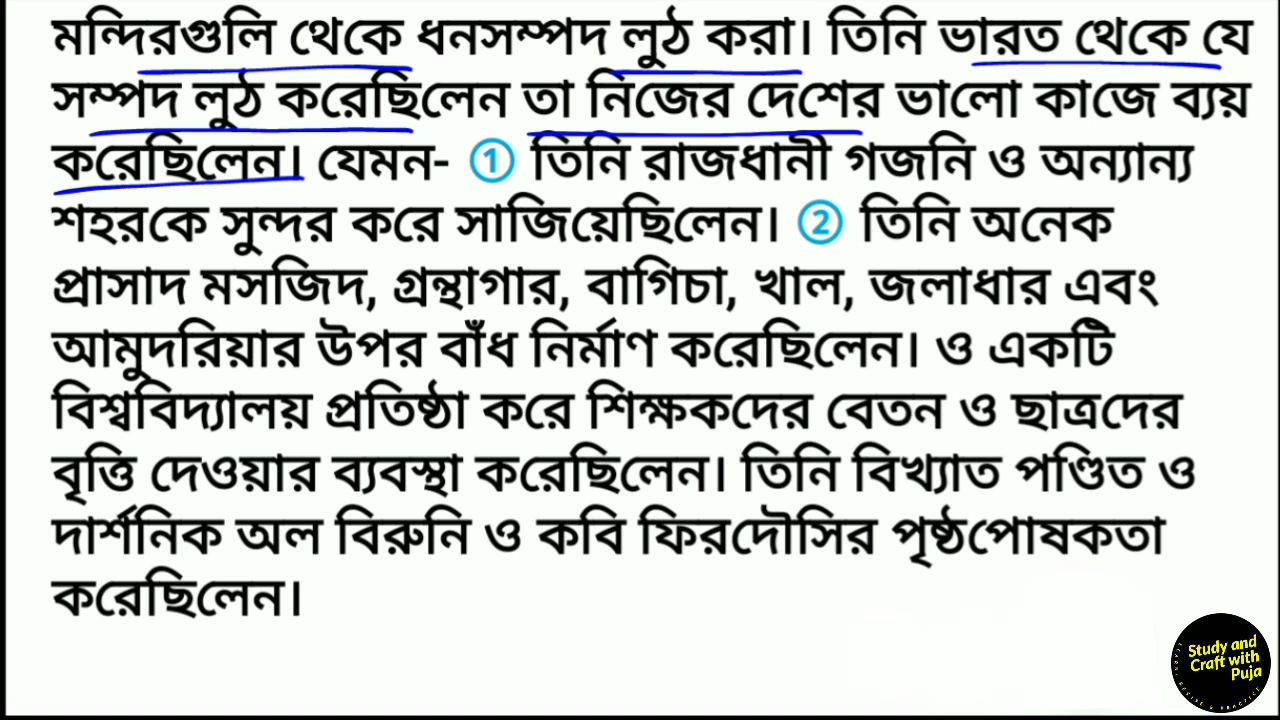 মন্দিরগুলি থেকে ধনসম্পদ লুঠ করা। তিনি ভারত থেকে যে
সম্পদ লুঠ করেছিলেন তা নিজের দেশের ভালো কাজে ব্যয়
করেছিলেন। যেমন- ① তিনি রাজধানী গজনি ও অন্যান্য
শহরকে সুন্দর করে সাজিয়েছিলেন। ② তিনি অনেক
প্রাসাদ মসজিদ, গ্রন্থাগার, বাগিচা, খাল, জলাধার এবং
আমুদরিয়ার উপর বাঁধ নির্মাণ করেছিলেন। ও একটি
বিশ্ববিদ্যালয় প্রতিষ্ঠা করে শিক্ষকদের বেতন ও ছাত্রদের
বৃত্তি দেওয়ার ব্যবস্থা করেছিলেন। তিনি বিখ্যাত পণ্ডিত ও
দার্শনিক অল বিরুনি ও কবি ফিরদৌসির পৃষ্ঠপোষকতা
করেছিলেন।
Study and
Craft with
Puja